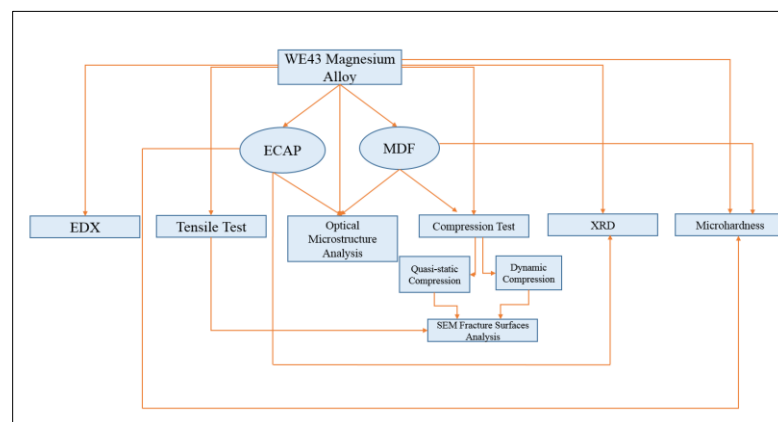 WE43 Magnesium
Alloy
ECAP
MDF
EDX
Tensile Test
Optical
Microstructure
Analysis
Compression Test
XRD
Microhardness
Quasi-static
Compression
Dynamic
Compression
SEM Fracture Surfaces
Analysis